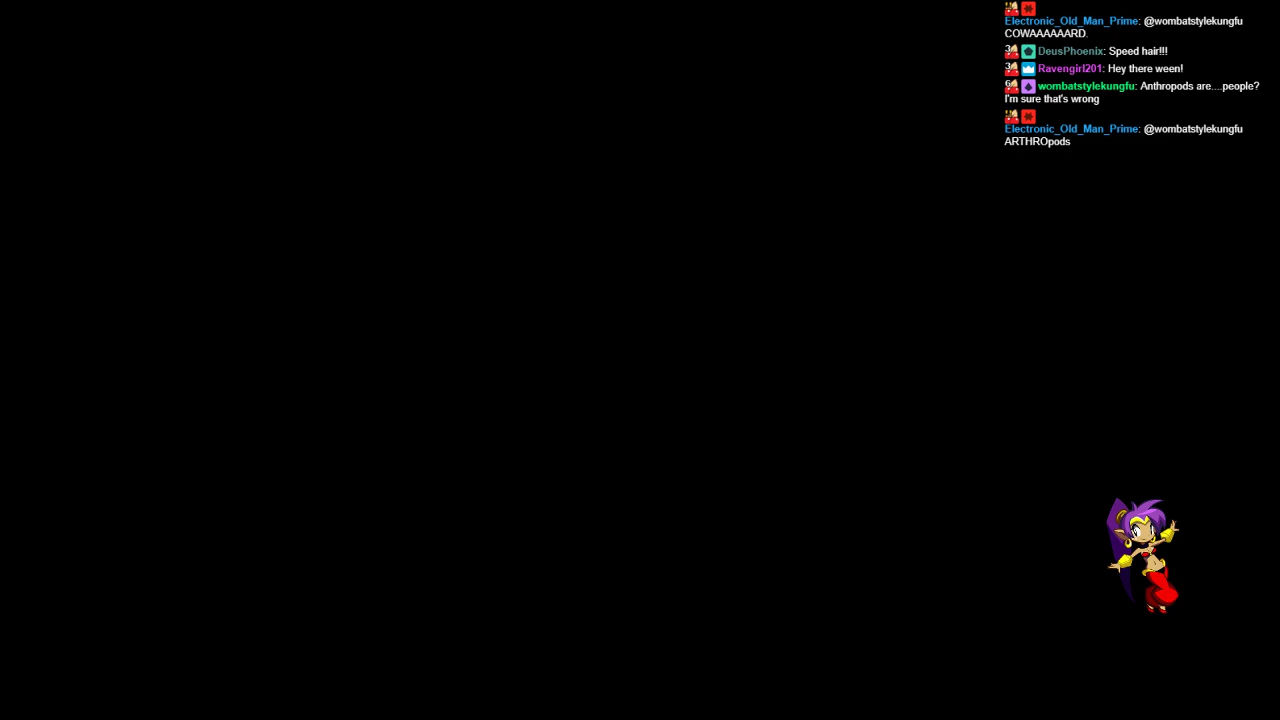 Electronic_Old_Man_Prime: @wombatstylekungfu
COWAAAAAARD.
DeusPhoenix: Speed hair!!!
Ravengirl201: Hey there ween!
wombatstylekungfu: Anthropods are....people?
I'm sure that's wrong
Electronic_Old_Man_Prime: @wombatstylekungfu
ARTHROpods